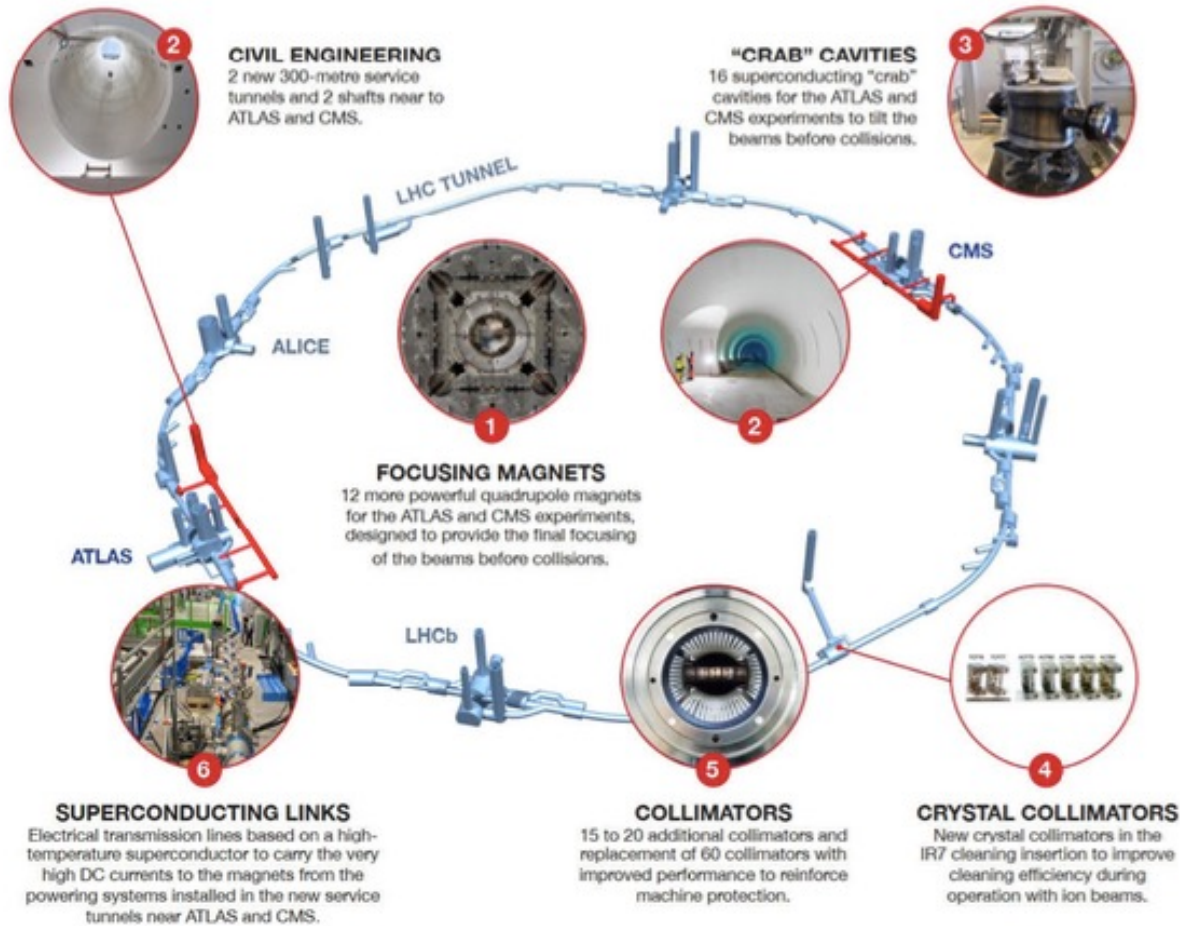 2
CIVIL ENGINEERING
2 new 300-metre service
tunnels and 2 shafts near to
ATLAS and CMS.
“CRAB” CAVITIES
16 superconducting “crab”
cavities for the ATLAS and
CMS experiments to tilt the
beams before collisions.
3
LHC TUNNEL
CMS
ALICE
1
2
FOCUSING MAGNETS
12 more powerful quadrupole magnets
for the ATLAS and CMS experiments,
designed to provide the final focusing
of the beams before collisions.
ATLAS
LHCb
6
SUPERCONDUCTING LINKS
Electrical transmission lines based on a high-
temperature superconductor to carry the very
high DC currents to the magnets from the
powering systems installed in the new service
tunnels near ATLAS and CMS.
5
COLLIMATORS
15 to 20 additional collimators and
replacement of 60 collimators with
improved performance to reinforce
machine protection.
4
CRYSTAL COLLIMATORS
New crystal collimators in the
IR7 cleaning insertion to improve
cleaning efficiency during
operation with ion beams.